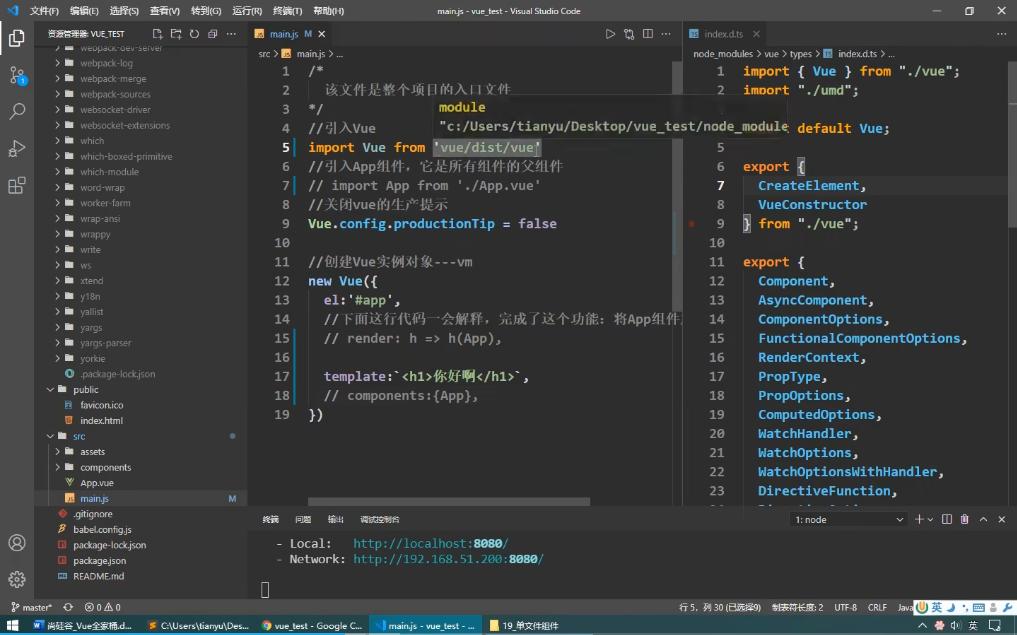 文件(F) 编辑(E) 选择(S) 查看(V) 转到(G) 运行(R) 终端(T) 帮助(H)
main.js - vue_test - Visual Studio Code
资源管理器: VUE_TEST
webpack-dev-server
webpack-log
webpack-merge
webpack-sources
websocket-driver
websocket-extensions
which
which-boxed-primitive
which-module
word-wrap
worker-farm
wrap-ansi
wrappy
write
ws
xtend
y18n
yallist
yargs
yargs-parser
yorkie
.package-lock.json
public
favicon.ico
index.html
src
assets
components
App.vue
main.js M
.gitignore
babel.config.js
package-lock.json
package.json
README.md
1
main.js M
src > main.js > ...
1 /*
2 该文件是整个项目的入口文件
3 */
4 //引入Vue
5 import Vue from 'vue/dist/vue'
6 //引入App组件，它是所有组件的父组件
7 // import App from './App.vue'
8 //关闭vue的生产提示
9 Vue.config.productionTip = false
10
11 //创建Vue实例对象---vm
12 new Vue({
13 el:'#app',
14 //下面这行代码一会解释，完成了这个功能：将App组件
15 // render: h => h(App),
16
17 template:`<h1>你好啊</h1>`,
18 // components:{App},
19 })
module
"c:/Users/tianyu/Desktop/vue_test/node_module
index.d.ts
node_modules > vue > types > index.d.ts > ...
1 import { Vue } from "./vue";
2 import "./umd";
default Vue;
5
6 export {
7 CreateElement,
8 VueConstructor
9 } from "./vue";
10
11 export {
12 Component,
13 AsyncComponent,
14 ComponentOptions,
15 FunctionalComponentOptions,
16 RenderContext,
17 PropType,
18 PropOptions,
19 ComputedOptions,
20 WatchHandler,
21 WatchOptions,
22 WatchOptionsWithHandler,
23 DirectiveFunction,
终端 问题 输出 调试控制台
1: node
- Local: http://localhost:8080/
- Network: http://192.168.51.200:8080/
master* 0 0
行 5，列 30 (已选择9) 制表符长度: 2 UTF-8 CRLF Java
英
尚硅谷_Vue全家桶.d...
C:\Users\tianyu\Des...
vue_test - Google C...
main.js - vue_test - ...
19_单文件组件
英